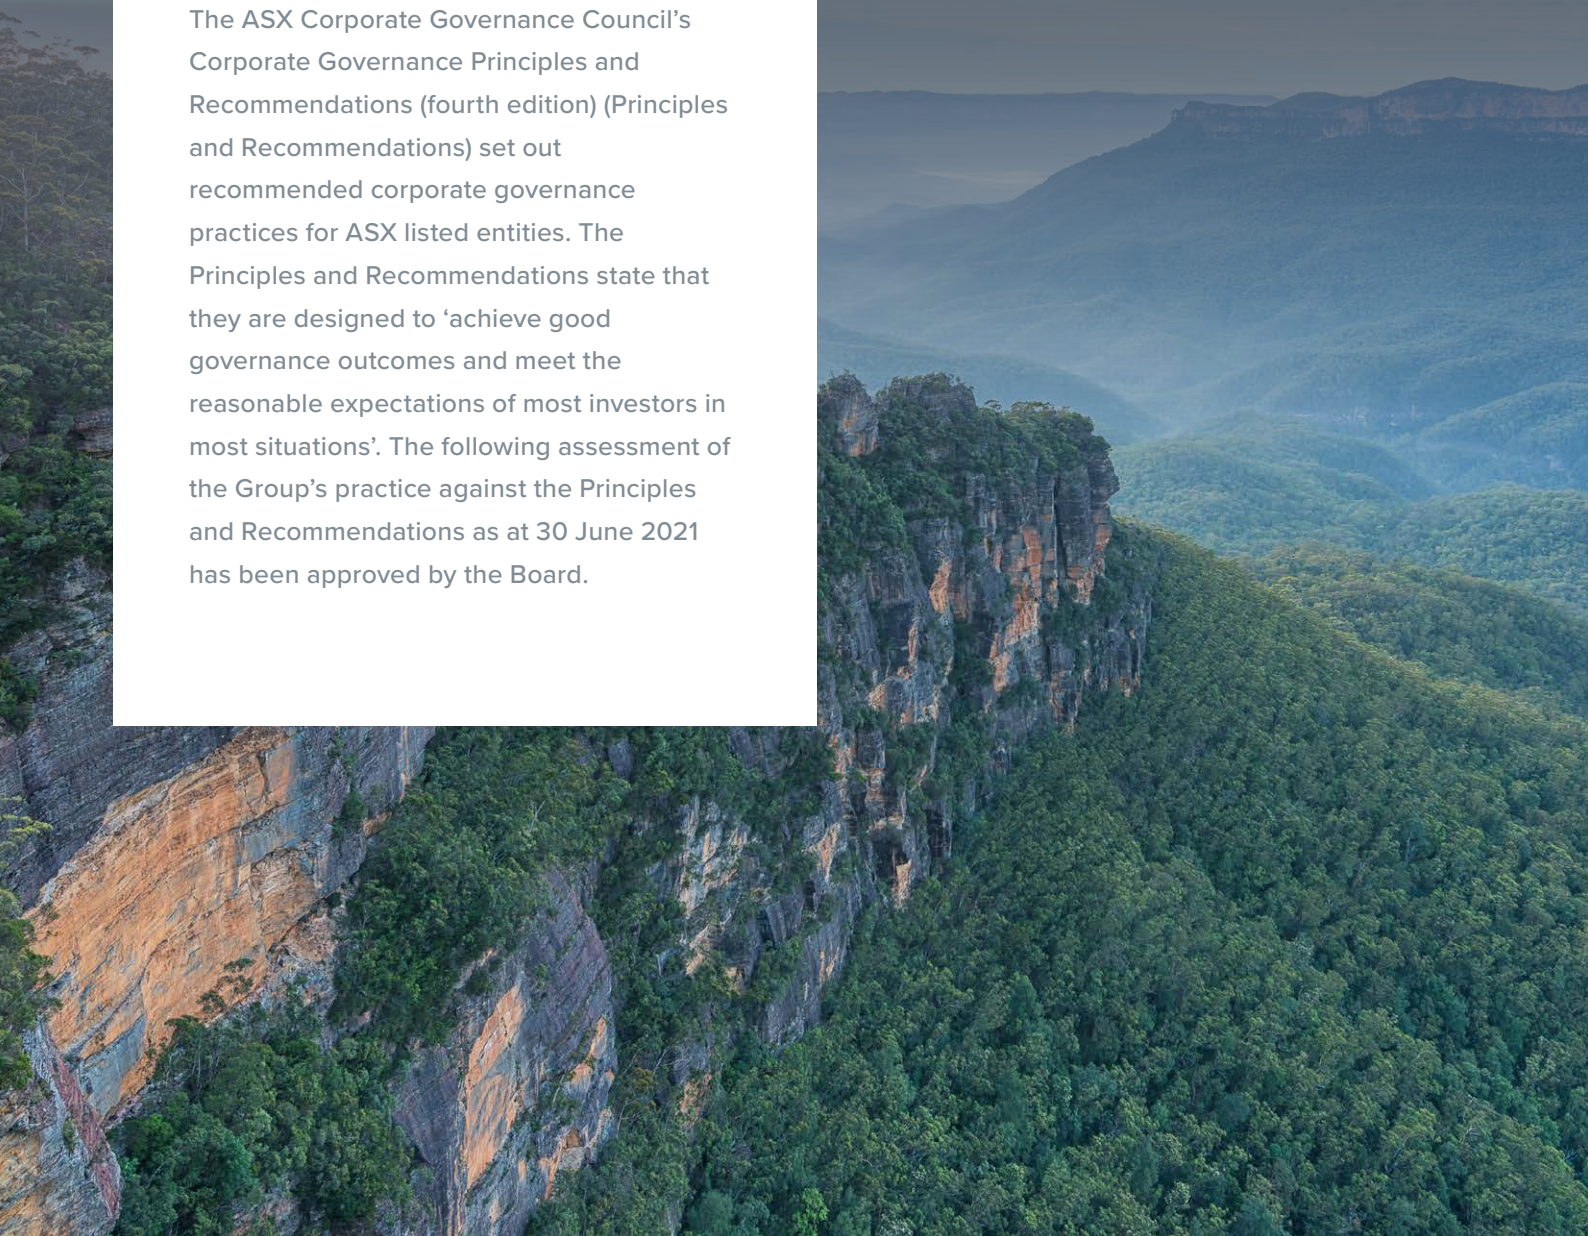 The ASX Corporate Governance Council’s
Corporate Governance Principles and
Recommendations (fourth edition) (Principles
and Recommendations) set out
recommended corporate governance
practices for ASX listed entities. The
Principles and Recommendations state that
they are designed to ‘achieve good
governance outcomes and meet the
reasonable expectations of most investors in
most situations’. The following assessment of
the Group’s practice against the Principles
and Recommendations as at 30 June 2021
has been approved by the Board.